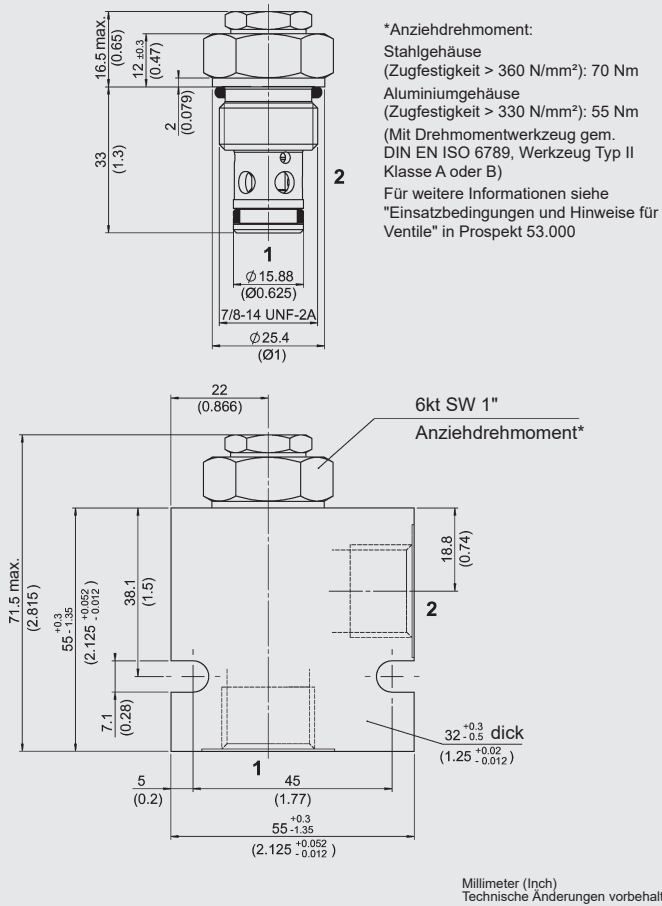 16.5 max.
(0.65)
12 ±0.3
(0.47)
2
(0.079)
33
(1.3)
2
1
Ø15.88
(Ø0.625)
7/8-14 UNF-2A
Ø25.4
(Ø1)
*Anziehdrehmoment:
Stahlgehäuse
(Zugfestigkeit > 360 N/mm²): 70 Nm
Aluminiumgehäuse
(Zugfestigkeit > 330 N/mm²): 55 Nm
(Mit Drehmomentwerkzeug gem.
DIN EN ISO 6789, Werkzeug Typ II
Klasse A oder B)
Für weitere Informationen siehe
"Einsatzbedingungen und Hinweise für
Ventile" in Prospekt 53.000
22
(0.866)
6kt SW 1"
Anziehdrehmoment*
71.5 max.
(2.815 )
55 +0.3 -1.35
(2.125 +0.052 -0.012 )
38.1
(1.5)
7.1
(0.28)
18.8
(0.74)
2
32 +0.3 -0.5 dick
(1.25 +0.02 -0.012 )
1
5
(0.2)
45
(1.77)
55 +0.3 -1.35
(2.125 +0.052 -0.012 )
Millimeter (Inch)
Technische Änderungen vorbehalt